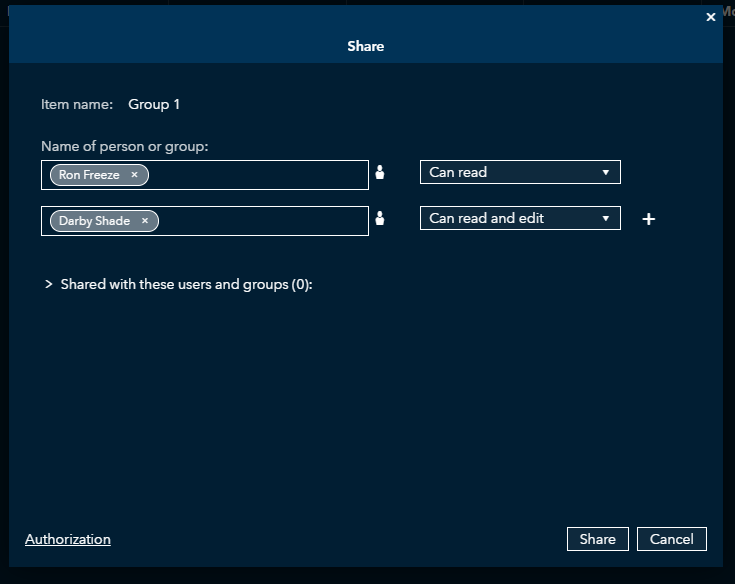 Share
Item name: Group 1
Name of person or group:
Ron Freeze × Can read
Darby Shade × Can read and edit +
> Shared with these users and groups (0):
Authorization Share Cancel